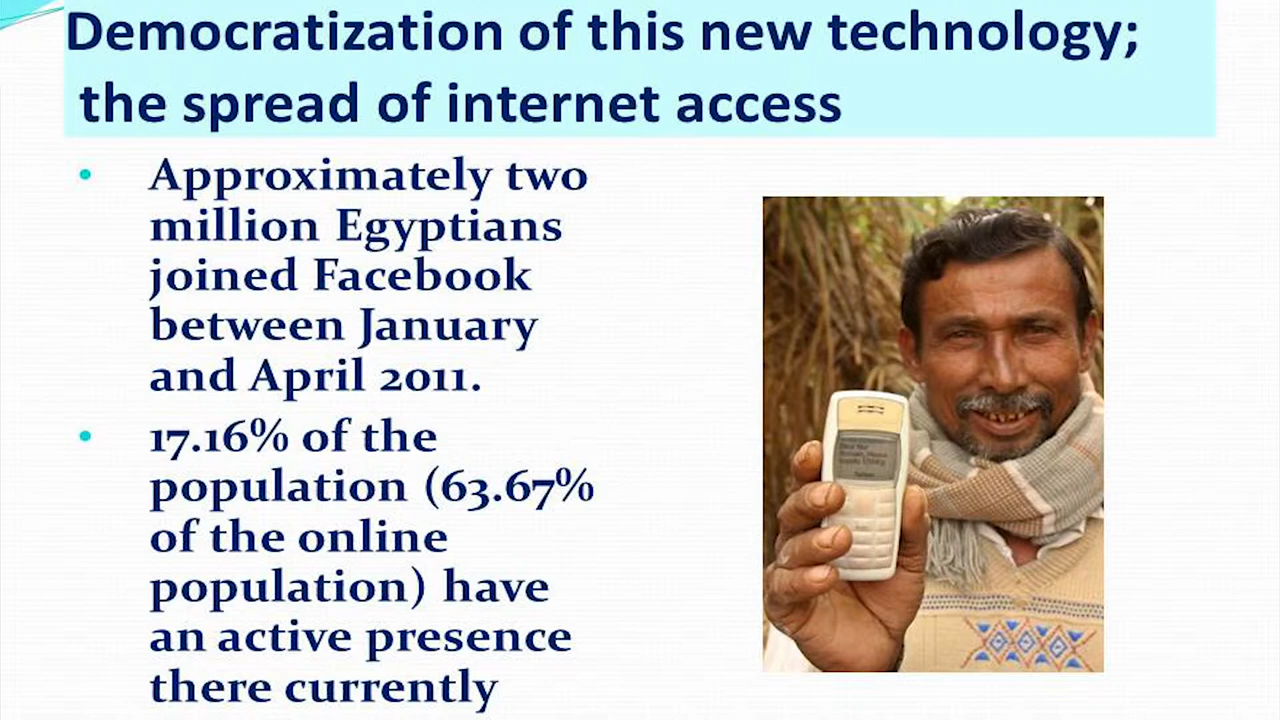 Democratization of this new technology;
the spread of internet access
• Approximately two
million Egyptians
joined Facebook
between January
and April 2011.
• 17.16% of the
population (63.67%
of the online
population) have
an active presence
there currently